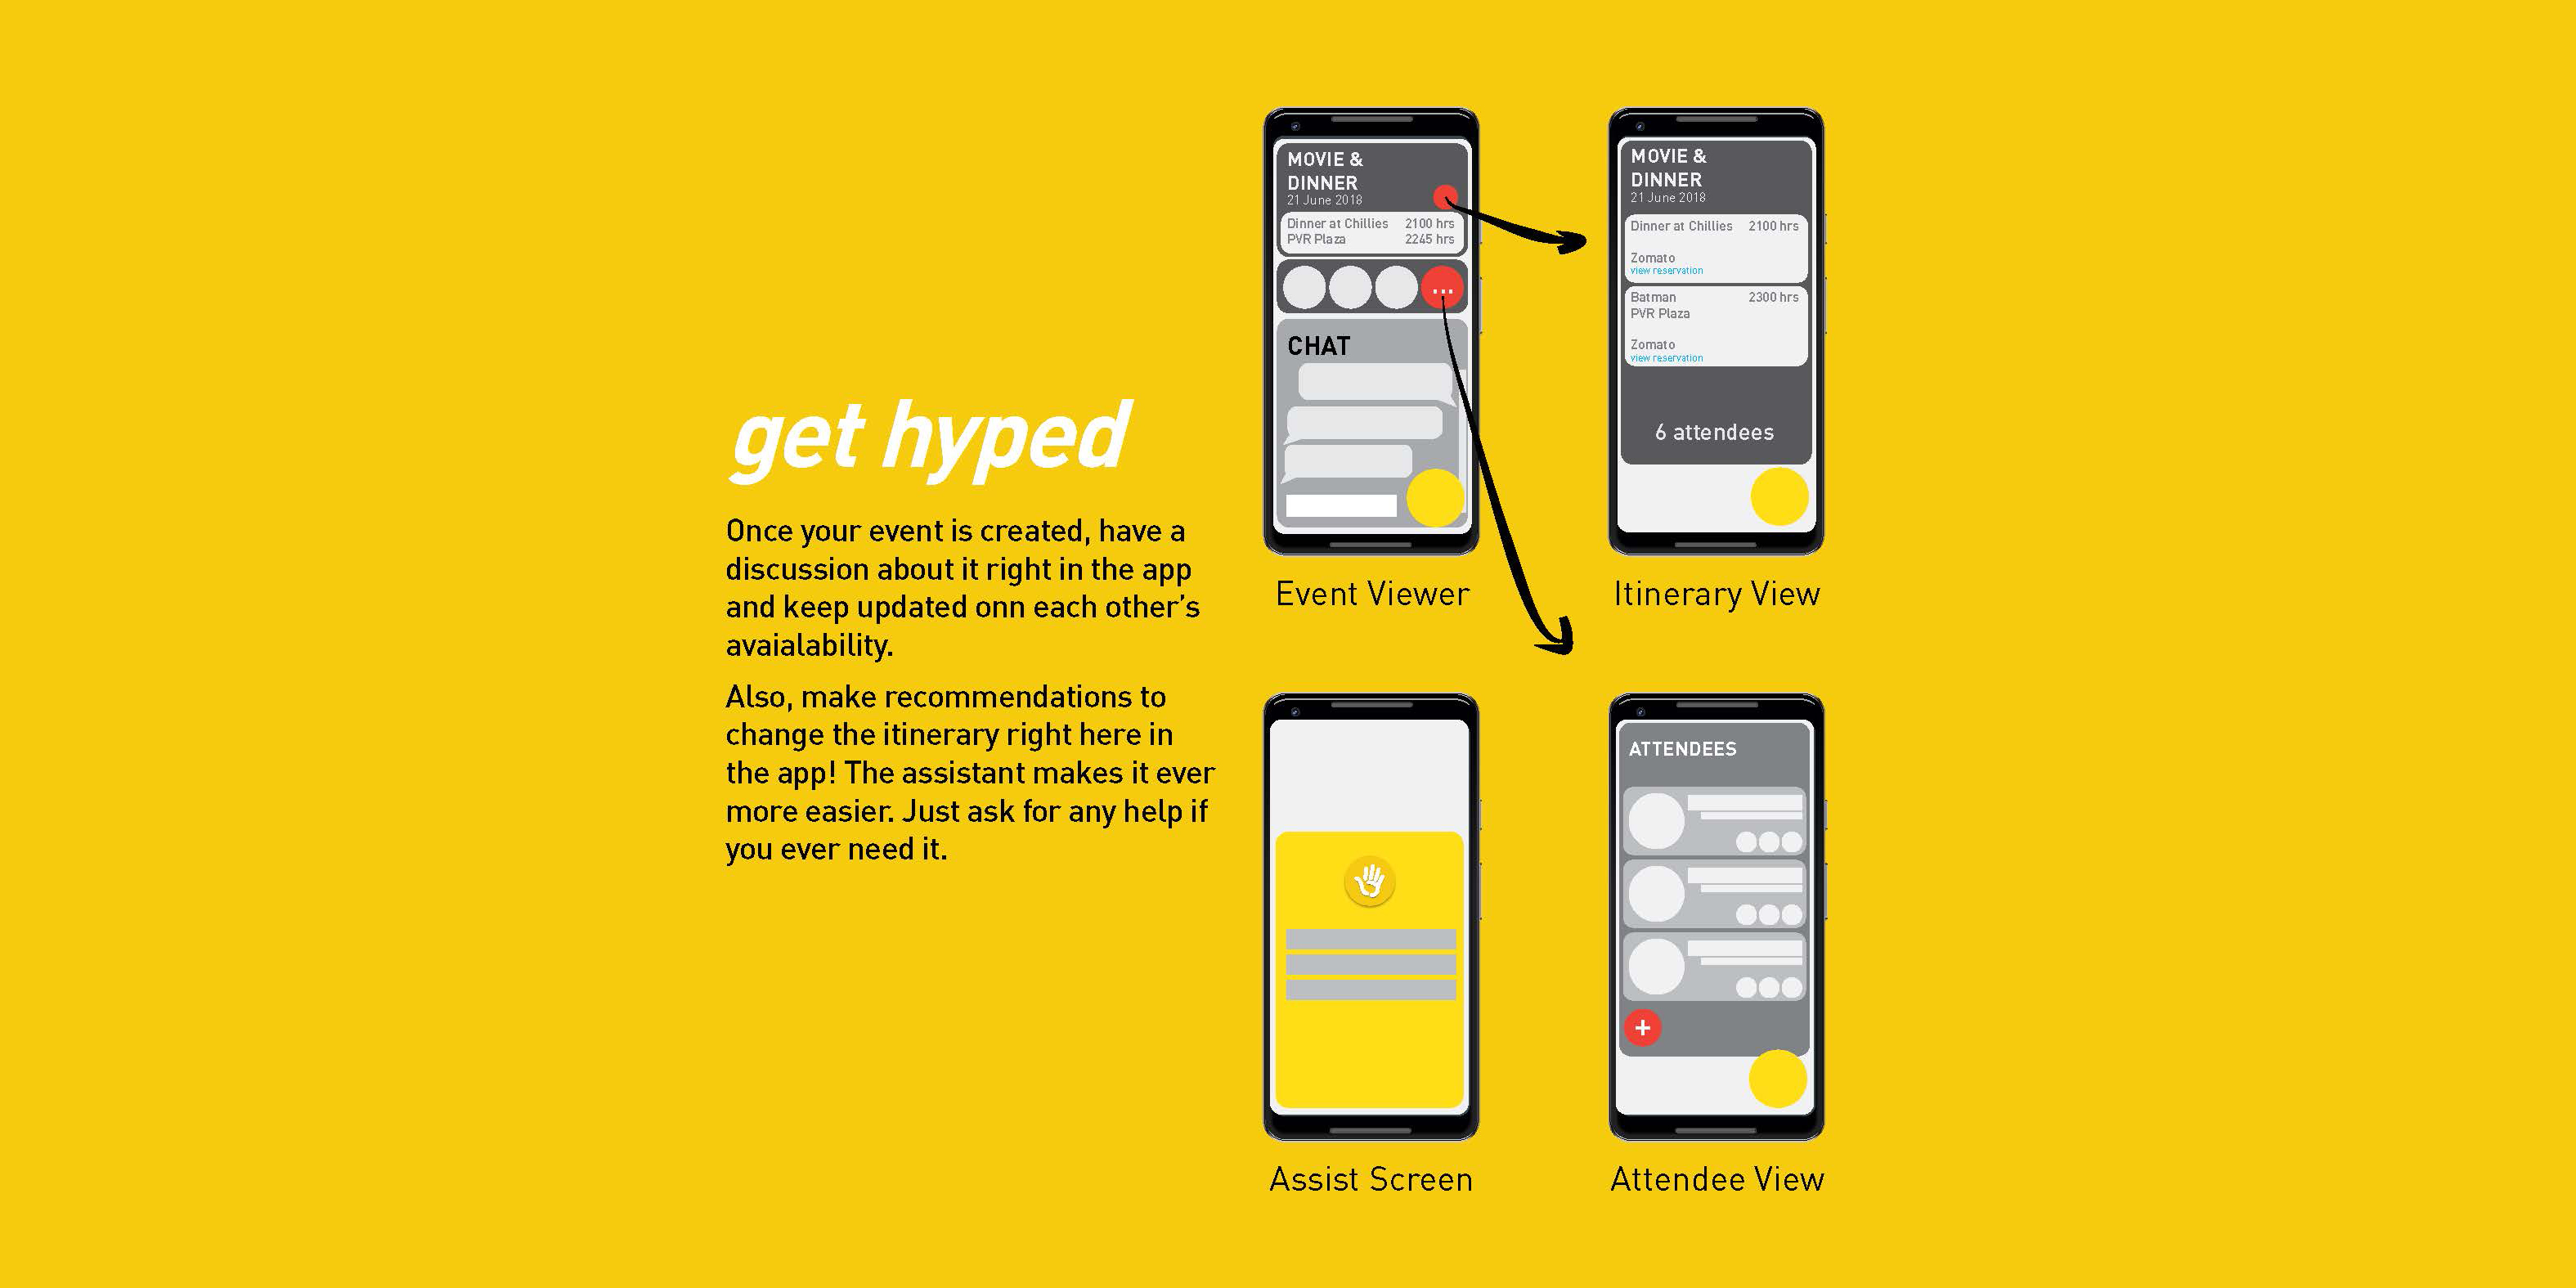 get hyped
Once your event is created, have a
discussion about it right in the app
and keep updated onn each other's
avaialability.
Also, make recommendations to
change the itinerary right here in
the app! The assistant makes it ever
more easier. Just ask for any help if
you ever need it.
MOVIE &
DINNER
21 June 2018
Dinner at Chillies 2100 hrs
PVR Plaza 2245 hrs
...
CHAT
Event Viewer
MOVIE &
DINNER
21 June 2018
Dinner at Chillies 2100 hrs
Zomato
view reservation
Batman 2300 hrs
PVR Plaza
Zomato
view reservation
6 attendees
Itinerary View
Assist Screen
ATTENDEES
+
Attendee View